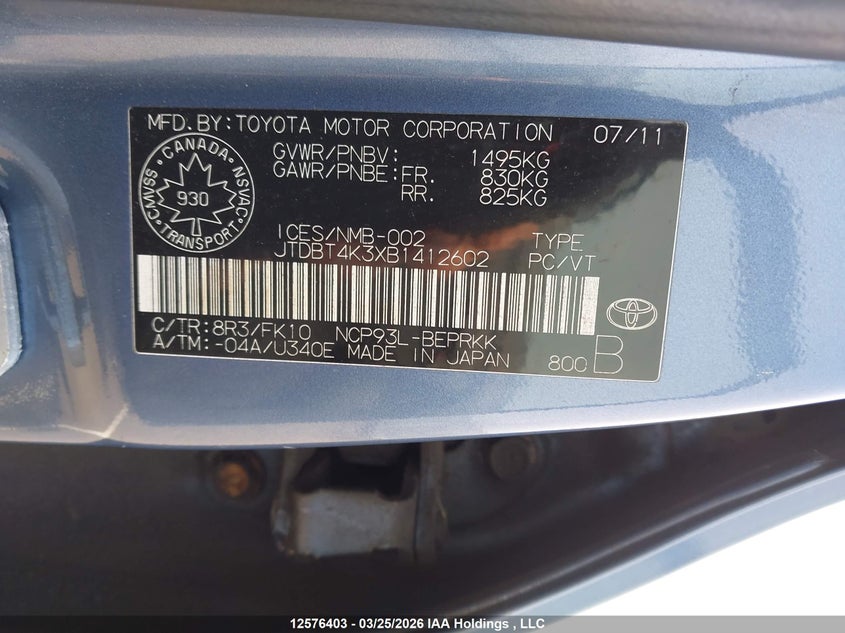 MFD.BY:TOYOTA MOTOR CORPORATION 07/11
GVWR/PNBV: 1495KG
GAWR/PNBE:FR. 830KG
RR. 825KG
CANADA
CMVSS NSVAC
930
TRANSPORT
ICES/NMB-002 TYPE
JTDBT4K3XB1412602 PC/VT
C/TR:8R3/FK10 NCP93L-BEPRKK
A/TM:-04A/U340E MADE IN JAPAN 800 B
12576403 - 03/25/2026 IAA Holdings , LLC